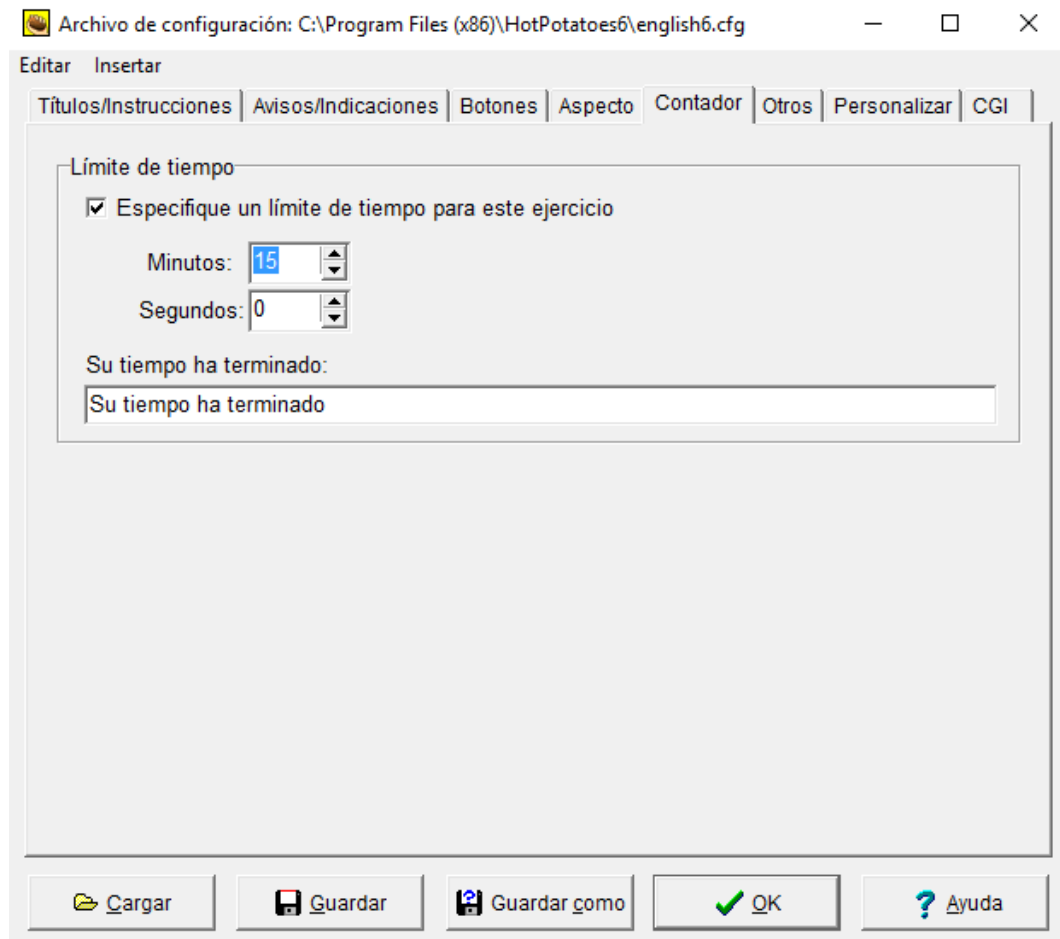 Archivo de configuración: C:\Program Files (x86)\HotPotatoes6\english6.cfg
Editar Insertar
Títulos/Instrucciones Avisos/Indicaciones Botones Aspecto Contador Otros Personalizar CGI
Límite de tiempo
Especifique un límite de tiempo para este ejercicio
Minutos: 15
Segundos: 0
Su tiempo ha terminado:
Su tiempo ha terminado
Cargar Guardar Guardar como OK Ayuda